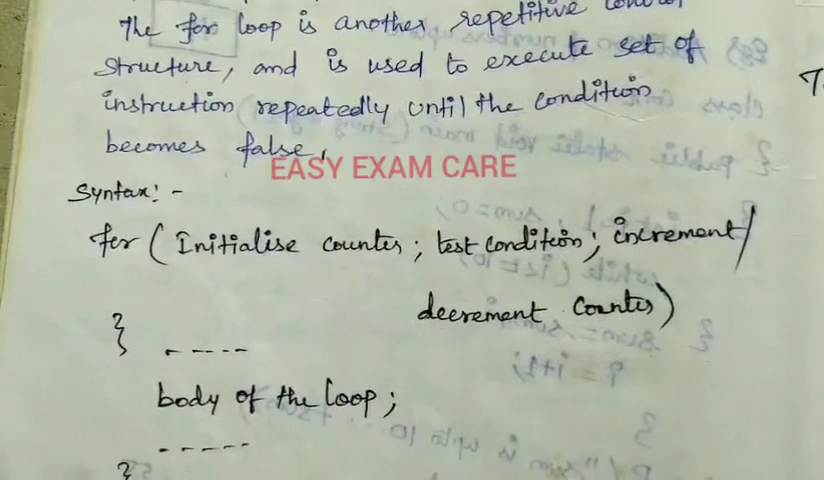 The for loop is another repetitive control
structure, and is used to execute set of
instruction repeatedly until the condition
becomes false,
EASY EXAM CARE
Syntax: -
for ( Initialise counter ; test condition ; increment /
decrement counter )
}
-----
body of the loop ;
-----
}